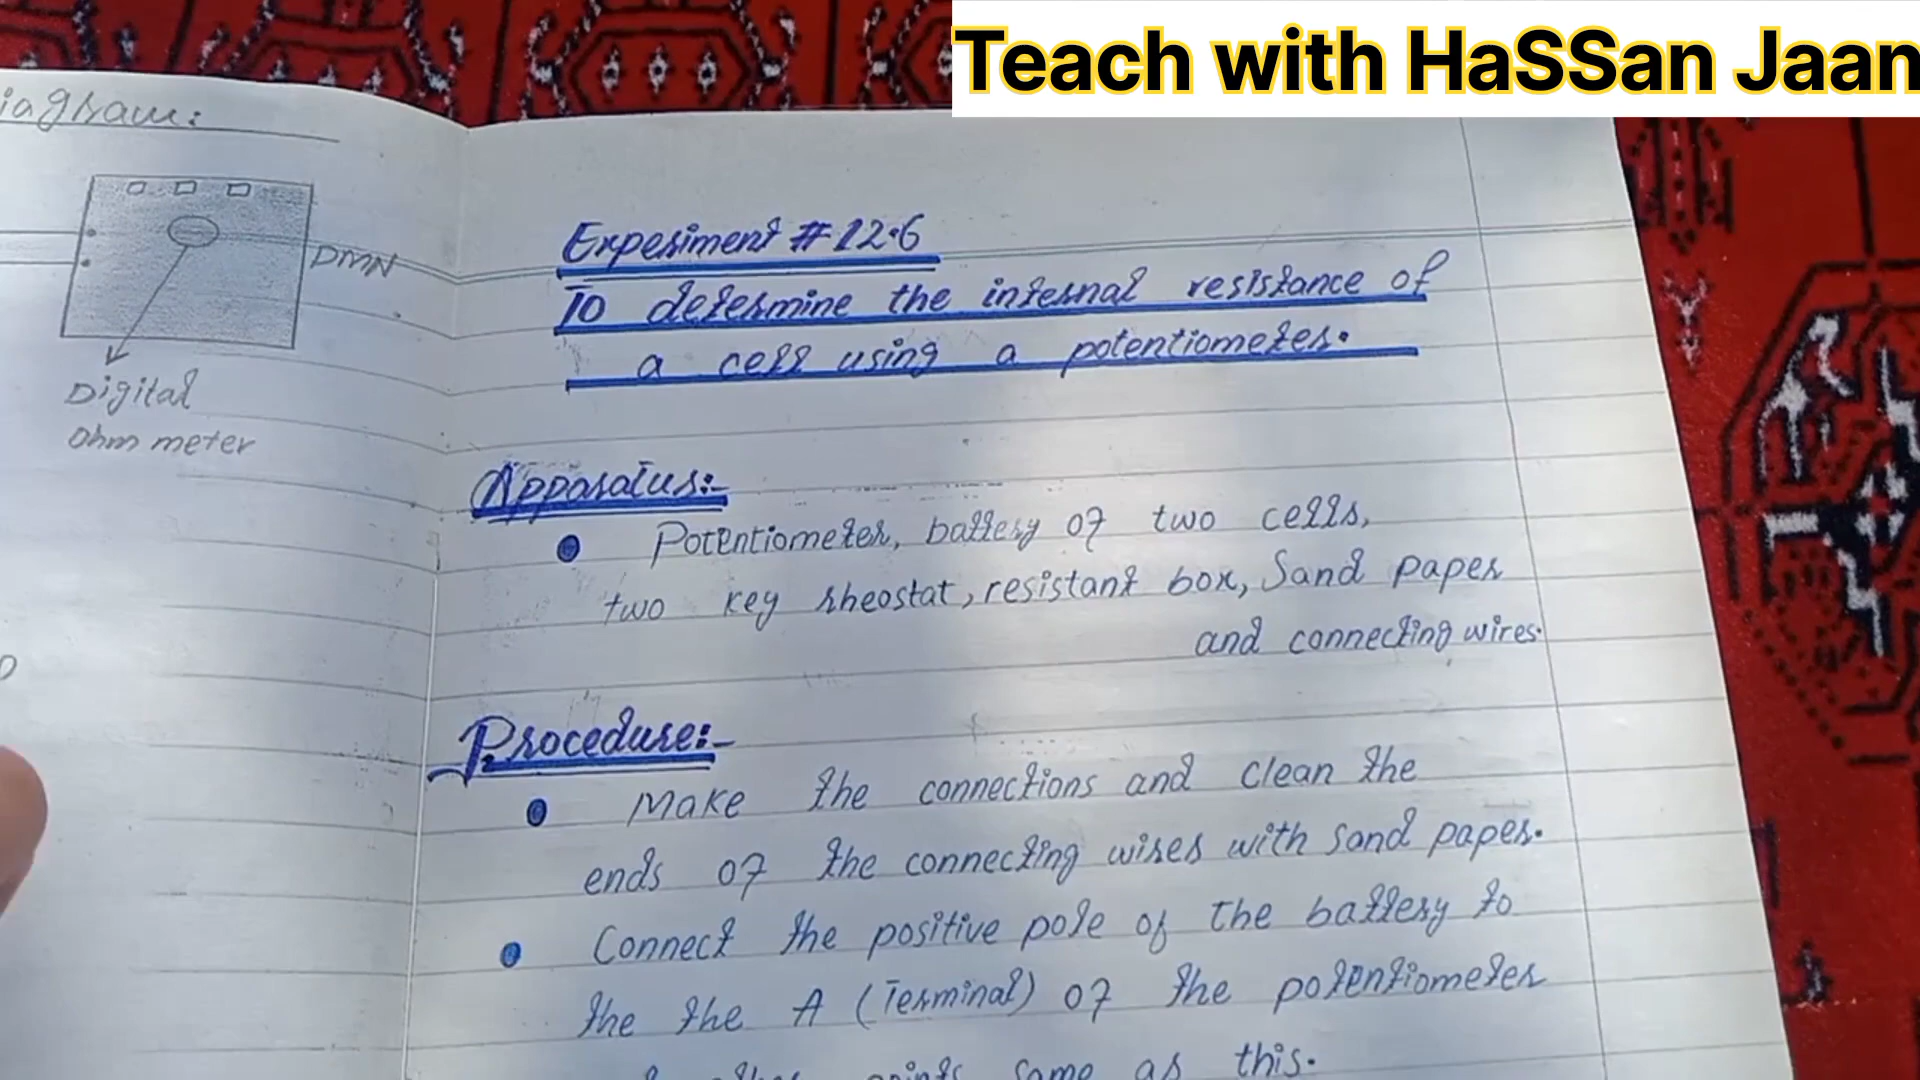 Teach with HaSSan Jaan
iagram:
DMN
Digital
Ohm meter
Experiment # 12.6
To determine the internal resistance of
a cell using a potentiometer.
Apparatus:-
Potentiometer, battery of two cells,
two key rheostat, resistant box, Sand paper
and connecting wires.
Procedure:-
Make the connections and clean the
ends of the connecting wires with sand paper.
Connect the positive pole of the battery to
the the A (Terminal) of the potentiometer
points same as this.